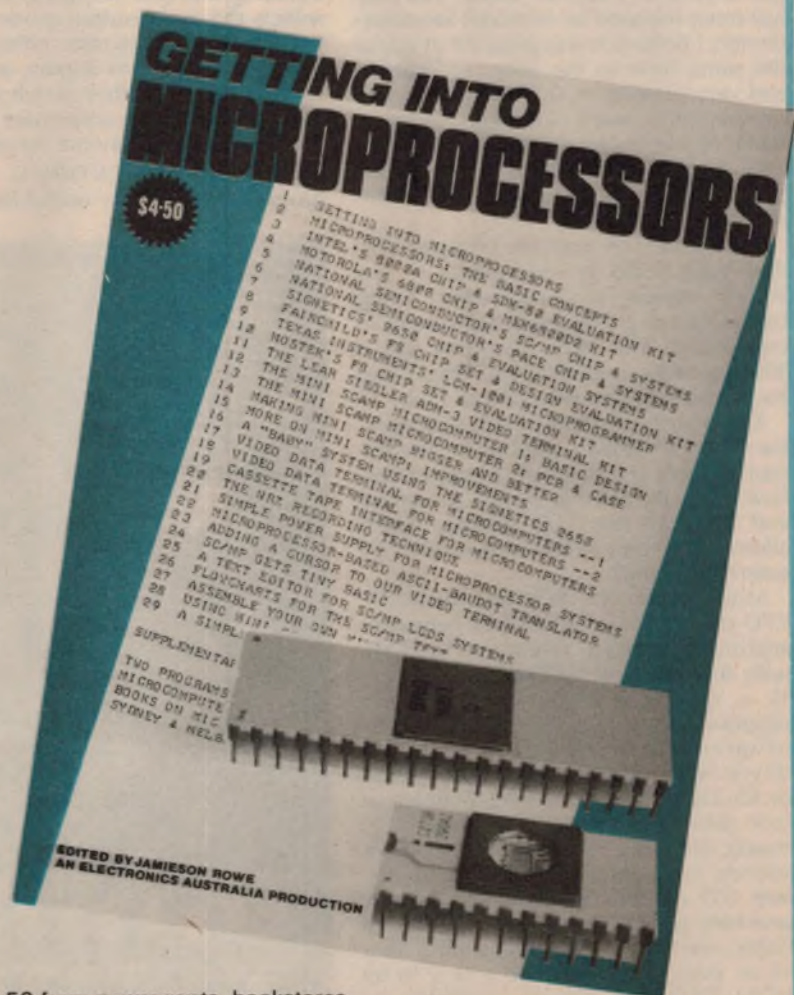 GETTING INTO
MICROPROCESSORS
$4·50
1 GETTING INTO MICROPROCESSORS
2 MICROPROCESSORS: THE BASIC CONCEPTS
3 INTEL'S 8080A CHIP & SDK-80 EVALUATION KIT
4 MOTOROLA'S 6800 CHIP & MEK6800D2 KIT
5 NATIONAL SEMICONDUCTOR'S SC/MP CHIP & SYSTEMS
6 NATIONAL SEMICONDUCTOR'S PACE CHIP & SYSTEMS
7 SIGNETICS' 2650 CHIP & EVALUATION SYSTEMS
8 FAIRCHILD'S F8 CHIP SET & DESIGN EVALUATION KIT
9 TEXAS INSTRUMENTS' LCM-1001 MICROPROGRAMMER
10 MOSTEK'S F8 CHIP SET & EVALUATION KIT
11 THE LEAR SIEGLER ADM-3 VIDEO TERMINAL KIT
12 THE MINI SCAMP MICROCOMPUTER 1: BASIC DESIGN
13 THE MINI SCAMP MICROCOMPUTER 2: PCB & CASE
14 MAKING MINI SCAMP BIGGER AND BETTER
15 MORE ON MINI SCAMP: IMPROVEMENTS
16 A "BABY" SYSTEM USING THE SIGNETICS 2650
17 VIDEO DATA TERMINAL FOR MICROCOMPUTERS --1
18 VIDEO DATA TERMINAL FOR MICROCOMPUTERS --2
19 CASSETTE TAPE INTERFACE FOR MICROCOMPUTERS
20 THE NRZ RECORDING TECHNIQUE
21 SIMPLE POWER SUPPLY FOR MICROPROCESSOR SYSTEMS
22 MICROPROCESSOR-BASED ASCII-BAUDOT TRANSLATOR
23 ADDING A CURSOR TO OUR VIDEO TERMINAL
24 SC/MP GETS TINY BASIC
25 A TEXT EDITOR FOR SC/MP LCDS SYSTEMS
26 FLOWCHARTS FOR THE SC/MP
27 ASSEMBLE YOUR OWN
28 USING MINI
29 A SIMPL
SUPPLEMENTA
TWO PROGRAMS
MICROCOMPUTE
BOOKS ON MIC
SYDNEY & MELB
EDITED BY JAMIESON ROWE
AN ELECTRONICS AUSTRALIA PRODUCTION